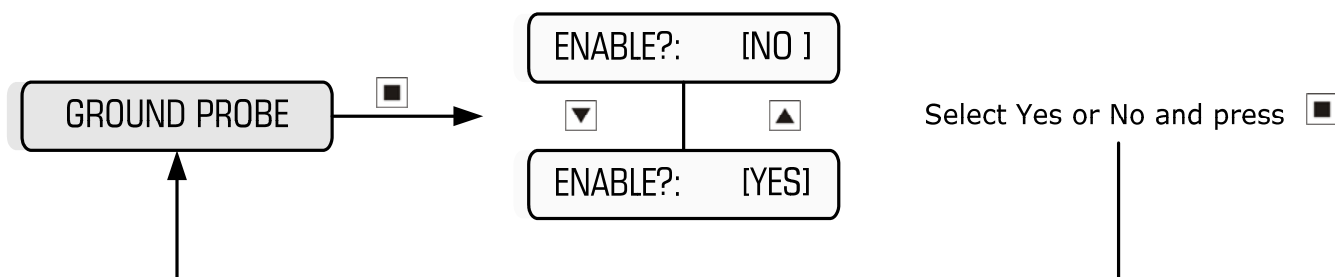 ENABLE?: [NO ]
GROUND PROBE
Select Yes or No and press
ENABLE?: [YES]